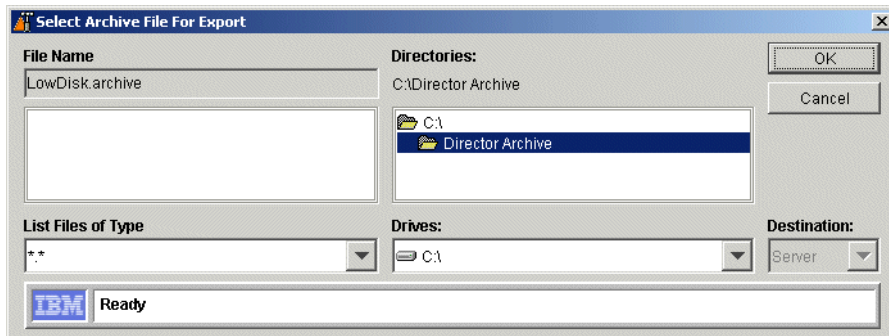 Select Archive File For Export
File Name
LowDisk.archive
Directories:
C:\Director Archive
OK
Cancel
C:\
Director Archive
List Files of Type
*.*
Drives:
C:\
Destination:
Server
IBM
Ready